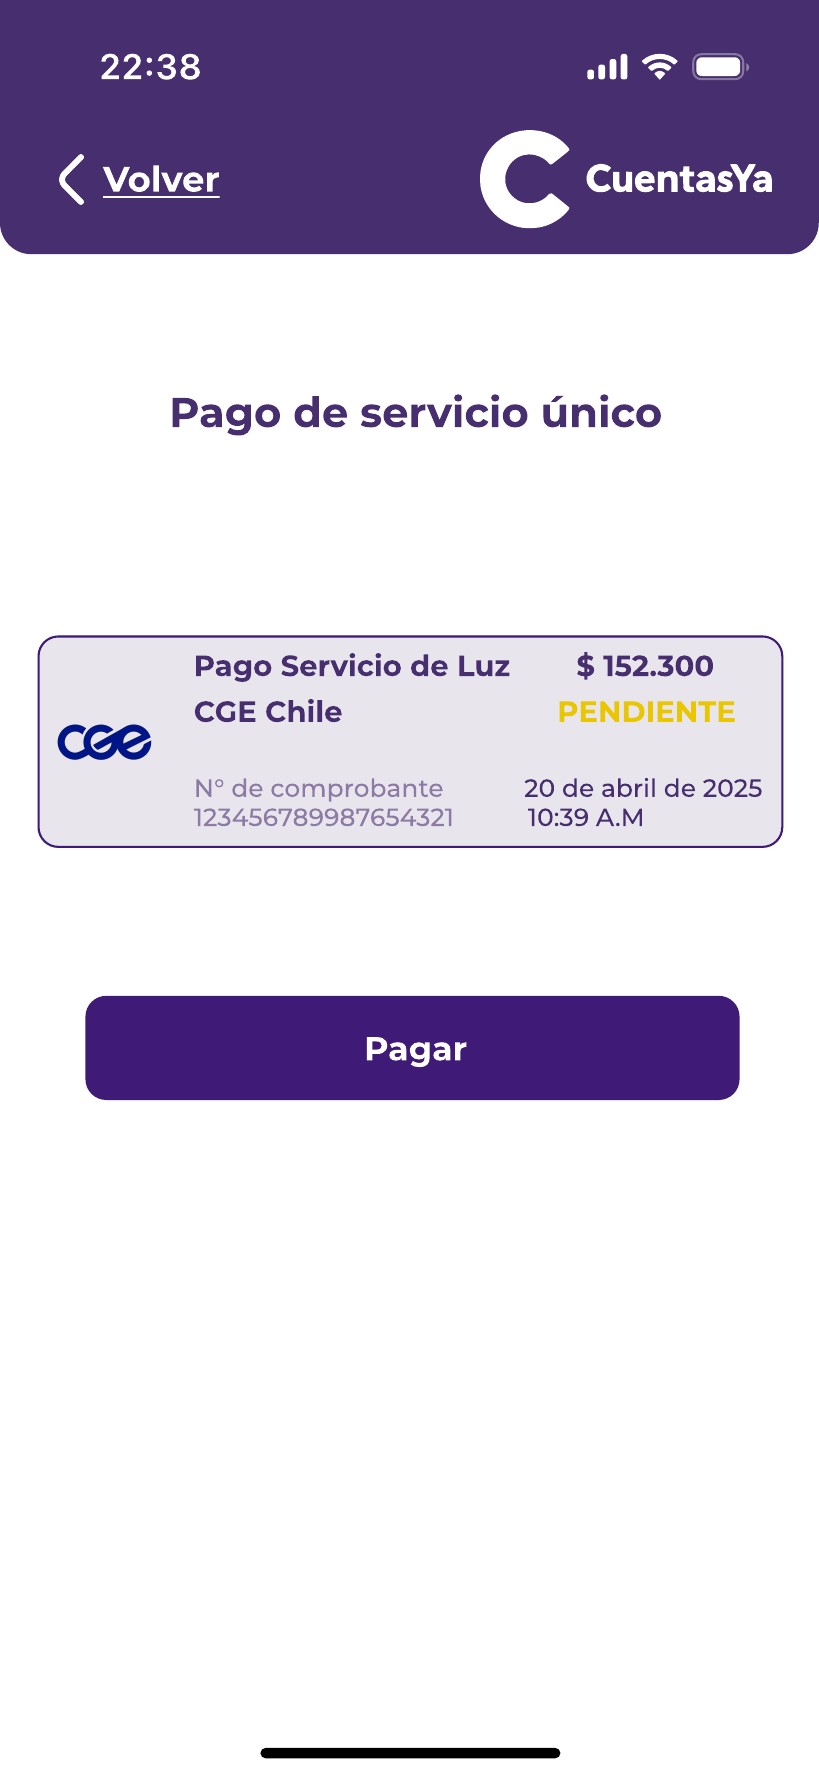 22:38
Volver
CuentasYa
Pago de servicio único
Pago Servicio de Luz $ 152.300
CGE Chile PENDIENTE
cge
N° de comprobante 20 de abril de 2025
123456789987654321 10:39 A.M
Pagar